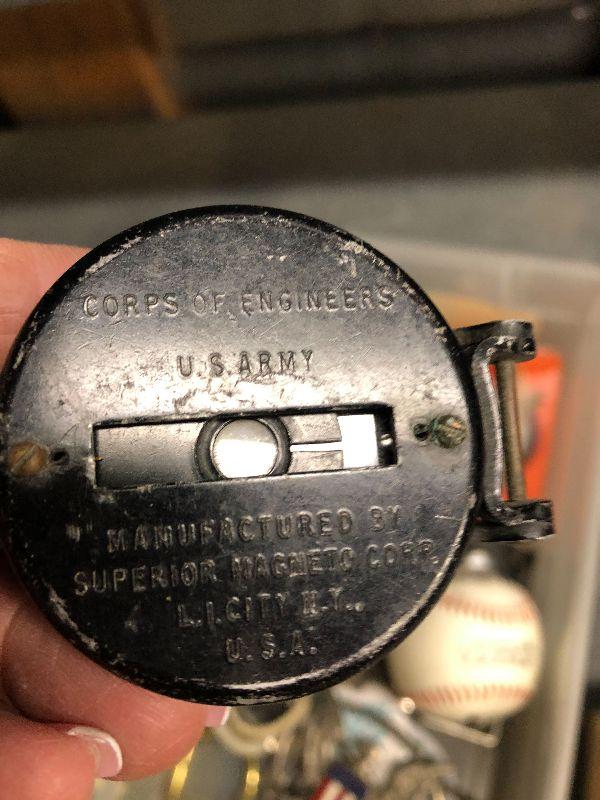 CORPS OF ENGINEERS
U.S. ARMY
MANUFACTURED BY
SUPERIOR MAGNETO CORP.
L.I. CITY N.Y..
U.S.A.